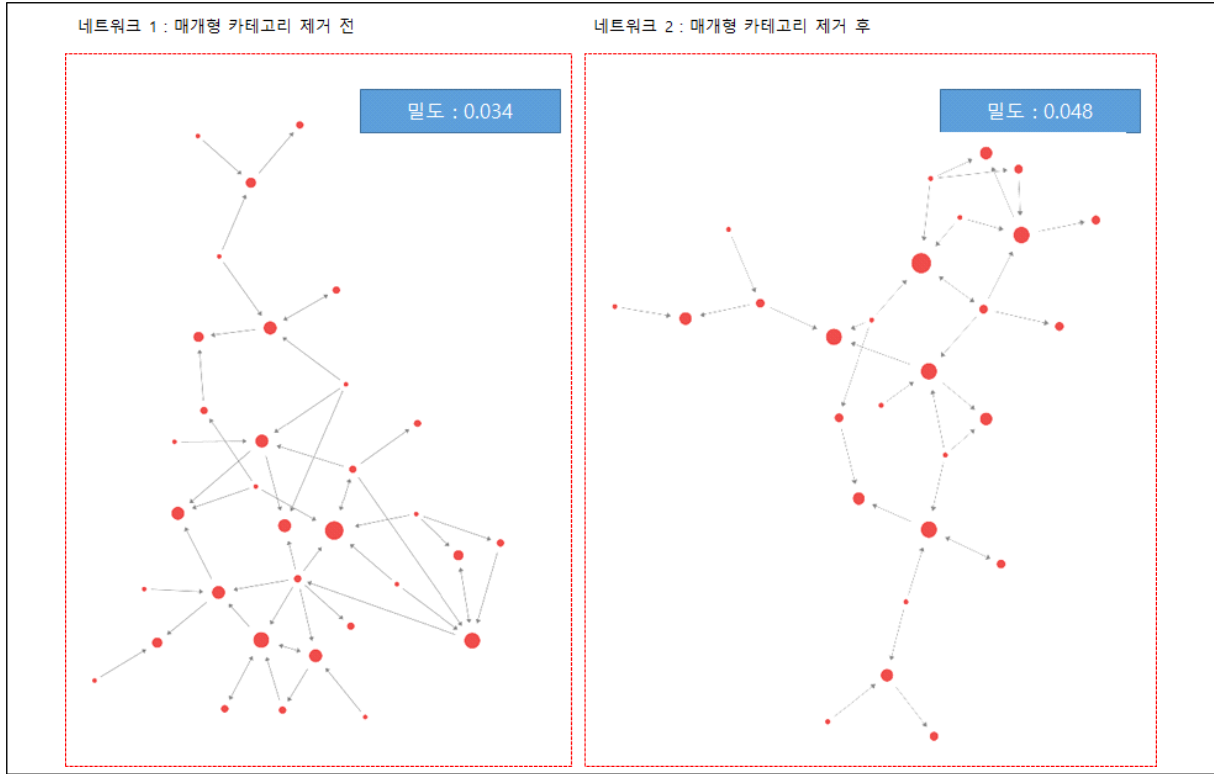 네트워크 1 : 매개형 카테고리 제거 전
네트워크 2 : 매개형 카테고리 제거 후
밀도 : 0.034
밀도 : 0.048